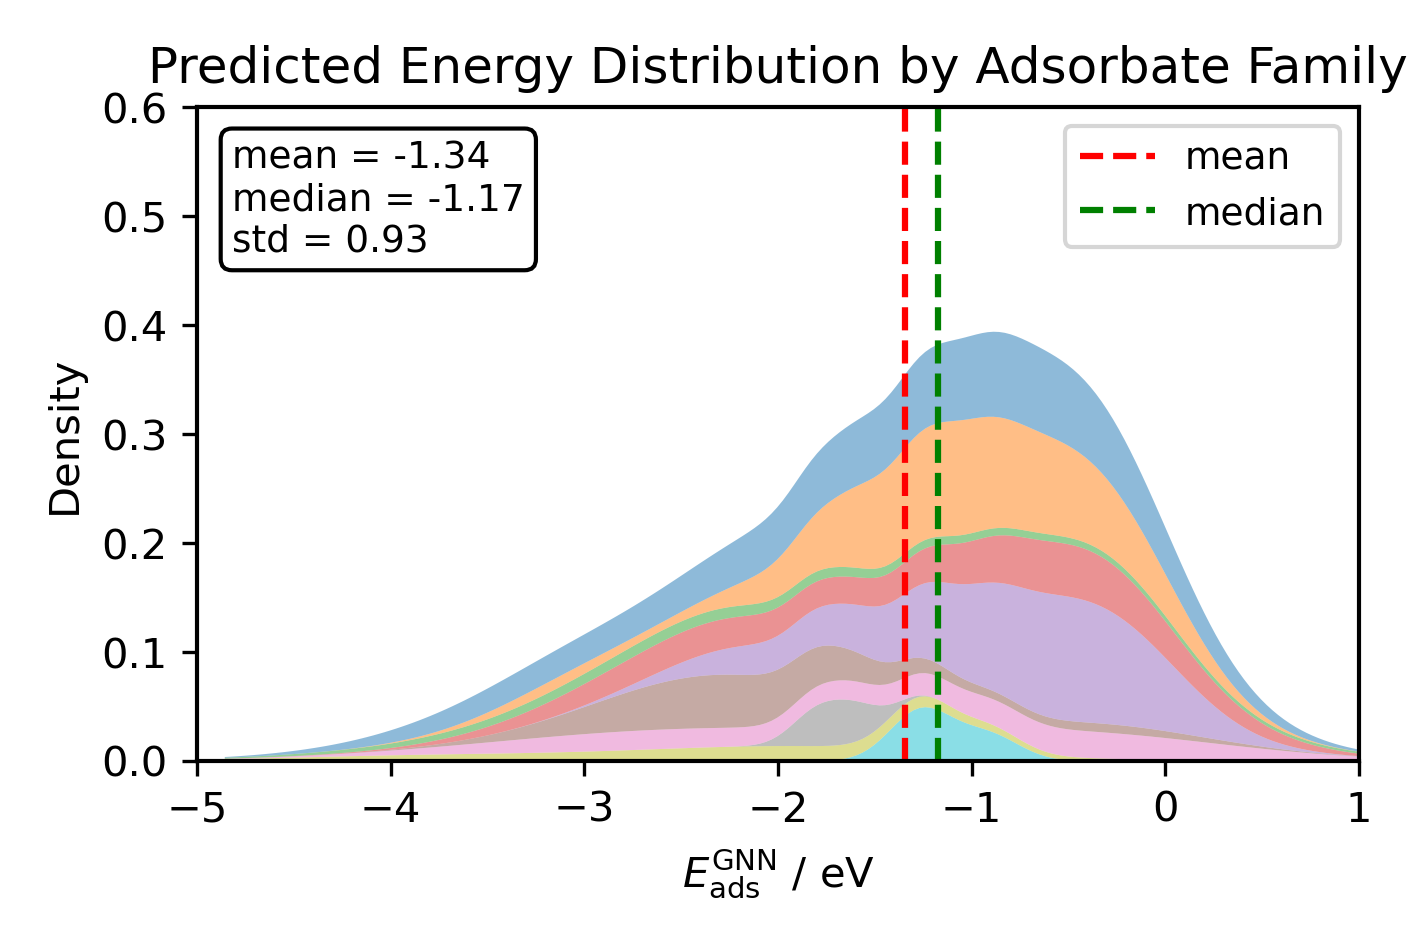 Predicted Energy Distribution by Adsorbate Family
0.6
0.5
0.4
0.3
0.2
0.1
0.0
Density
mean = -1.34
median = -1.17
std = 0.93
mean
median
−5
−4
−3
−2
−1
0
1
E_ads^GNN / eV